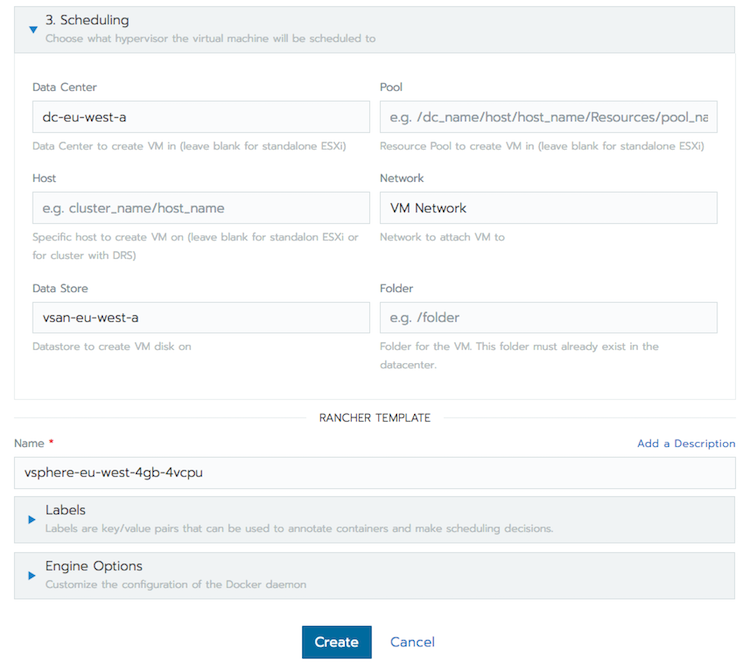 3. Scheduling
Choose what hypervisor the virtual machine will be scheduled to
Data Center
Pool
dc-eu-west-a
e.g. /dc_name/host/host_name/Resources/pool_na
Data Center to create VM in (leave blank for standalone ESXi)
Resource Pool to create VM in (leave blank for standalone ESXi)
Host
Network
e.g. cluster_name/host_name
VM Network
Specific host to create VM on (leave blank for standalon ESXi or
for cluster with DRS)
Network to attach VM to
Data Store
Folder
vsan-eu-west-a
e.g. /folder
Datastore to create VM disk on
Folder for the VM. This folder must already exist in the
datacenter.
RANCHER TEMPLATE
Name *
Add a Description
vsphere-eu-west-4gb-4vcpu
Labels
Labels are key/value pairs that can be used to annotate containers and make scheduling decisions.
Engine Options
Customize the configuration of the Docker daemon
Create
Cancel